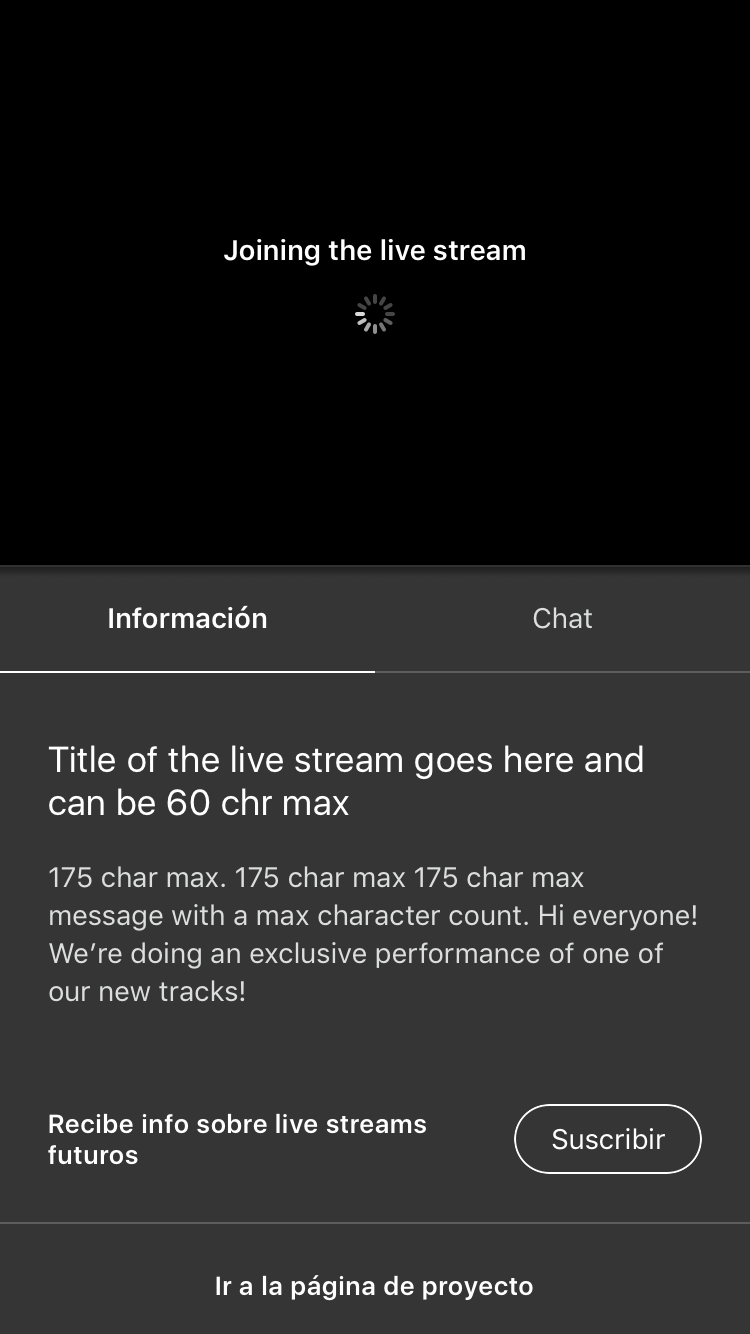 Joining the live stream
Información
Chat
Title of the live stream goes here and
can be 60 chr max
175 char max. 175 char max 175 char max
message with a max character count. Hi everyone!
We’re doing an exclusive performance of one of
our new tracks!
Recibe info sobre live streams
futuros
Suscribir
Ir a la página de proyecto